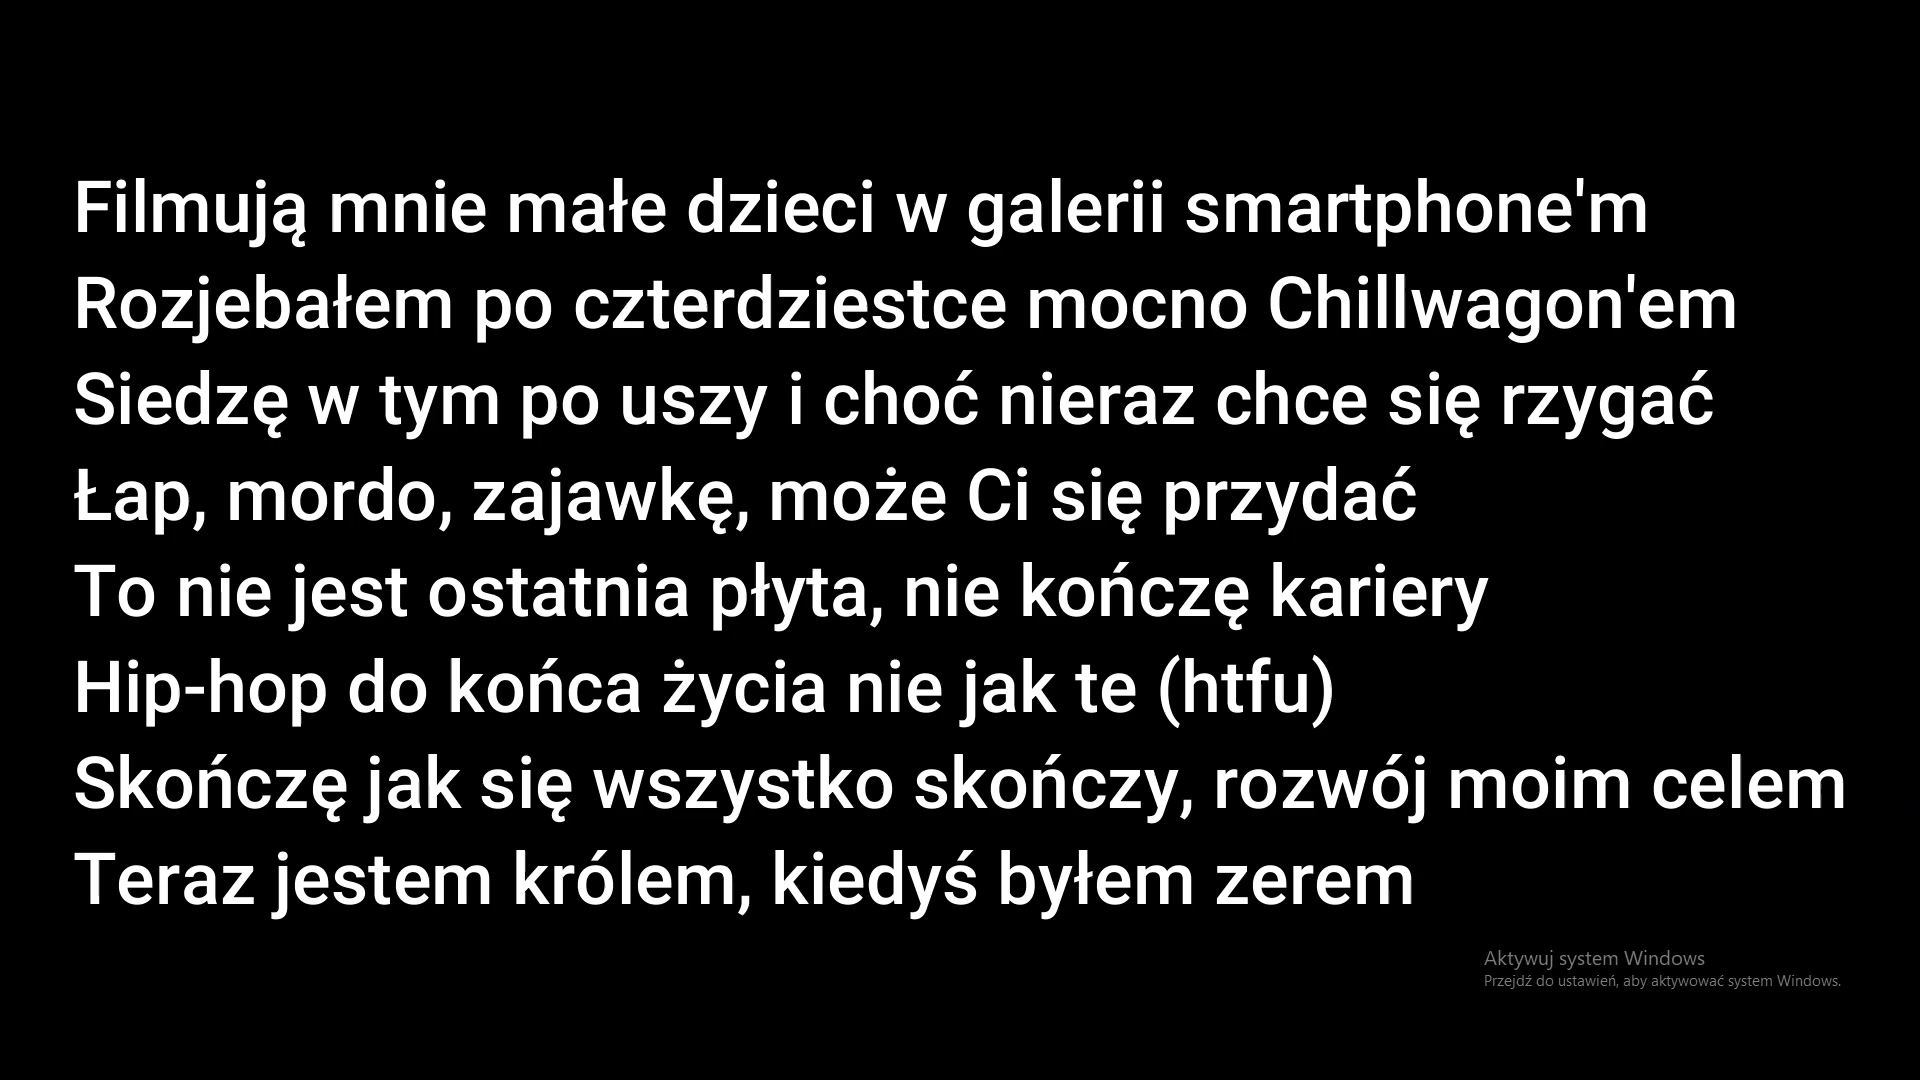 Filmują mnie małe dzieci w galerii smartphone'm
Rozjebałem po czterdziestce mocno Chillwagon'em
Siedzę w tym po uszy i choć nieraz chce się rzygać
Łap, mordo, zajawkę, może Ci się przydać
To nie jest ostatnia płyta, nie kończę kariery
Hip-hop do końca życia nie jak te (htfu)
Skończę jak się wszystko skończy, rozwój moim celem
Teraz jestem królem, kiedyś byłem zerem
Aktywuj system Windows
Przejdź do ustawień, aby aktywować system Windows.